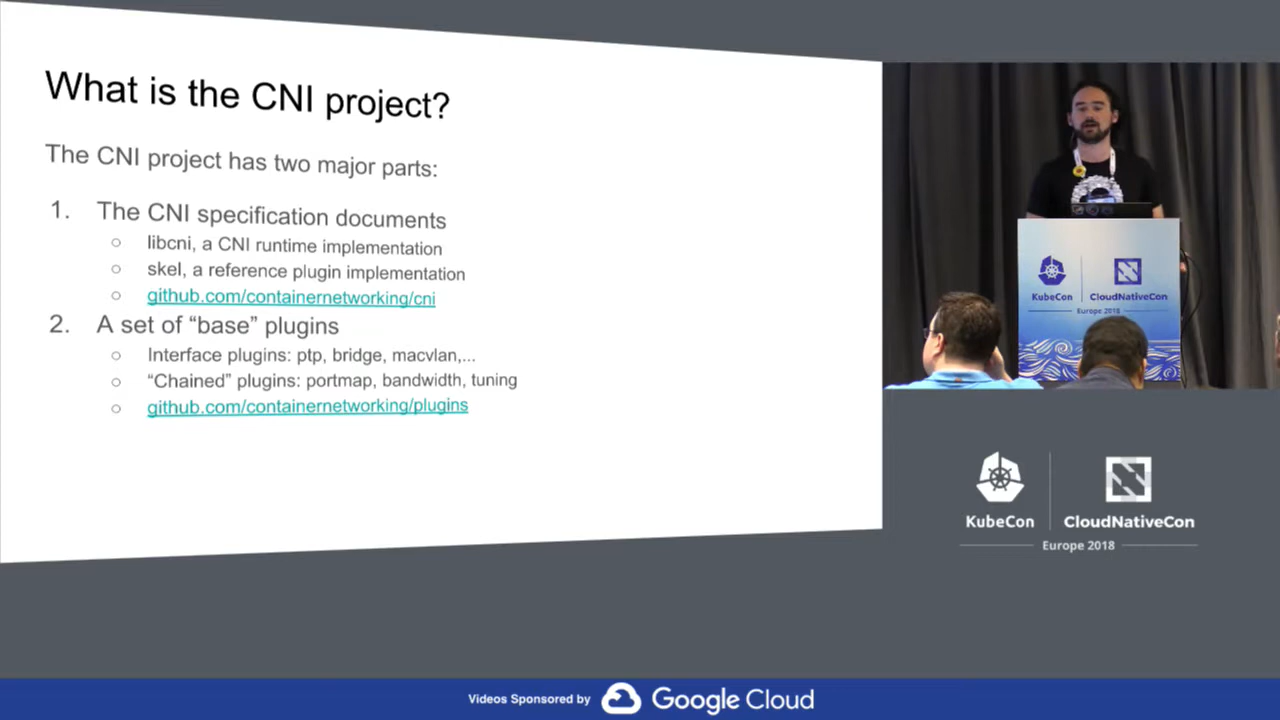 What is the CNI project?
The CNI project has two major parts:
1. The CNI specification documents
○ libcni, a CNI runtime implementation
○ skel, a reference plugin implementation
○ github.com/containernetworking/cni
2. A set of “base” plugins
○ Interface plugins: ptp, bridge, macvlan,...
○ “Chained” plugins: portmap, bandwidth, tuning
○ github.com/containernetworking/plugins
KubeCon
CloudNativeCon
Europe 2018
KubeCon
CloudNativeCon
Europe 2018
Videos Sponsored by Google Cloud